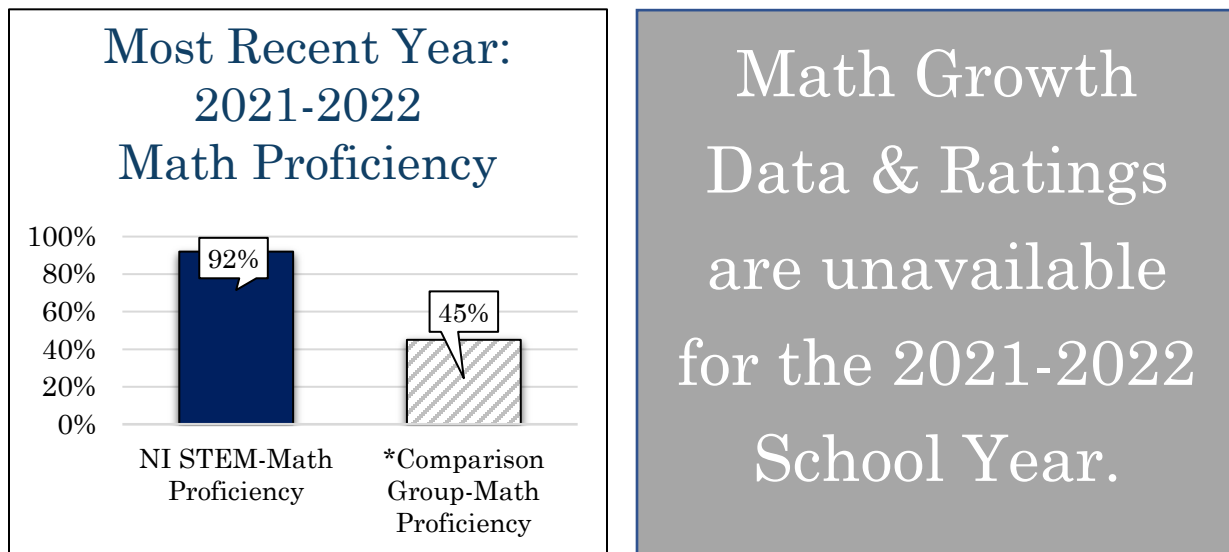 Most Recent Year:
2021-2022
Math Proficiency
100%
80%
60%
40%
20%
0%
92%
45%
NI STEM-Math
Proficiency
*Comparison
Group-Math
Proficiency
Math Growth
Data & Ratings
are unavailable
for the 2021-2022
School Year.